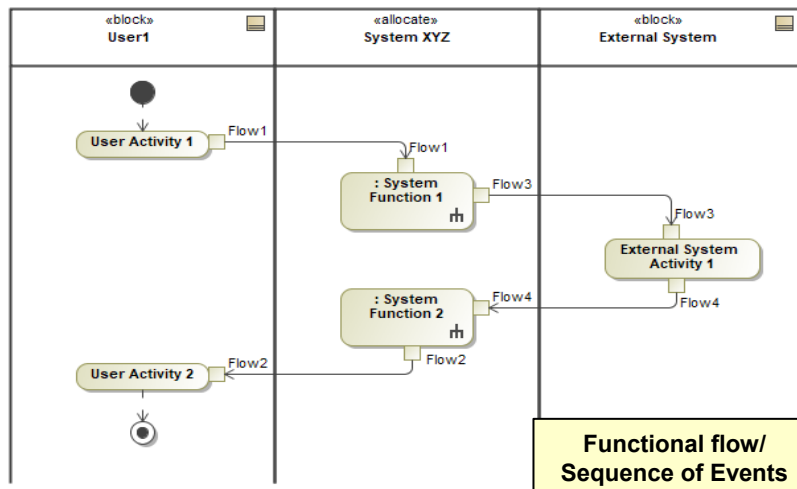 «block»
User1
«allocate»
System XYZ
«block»
External System
User Activity 1
Flow1
Flow1
: System
Function 1
Flow3
Flow3
External System
Activity 1
Flow4
Flow4
: System
Function 2
Flow2
Flow2
User Activity 2
Functional flow/
Sequence of Events